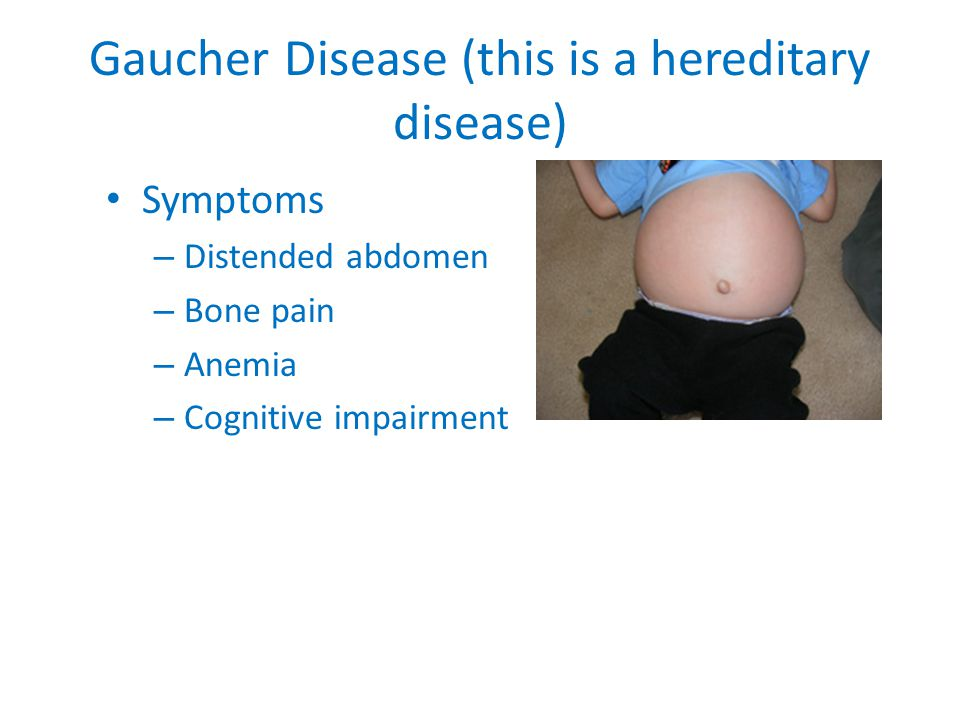 Gaucher Disease (this is a hereditary
disease)
• Symptoms
– Distended abdomen
– Bone pain
– Anemia
– Cognitive impairment